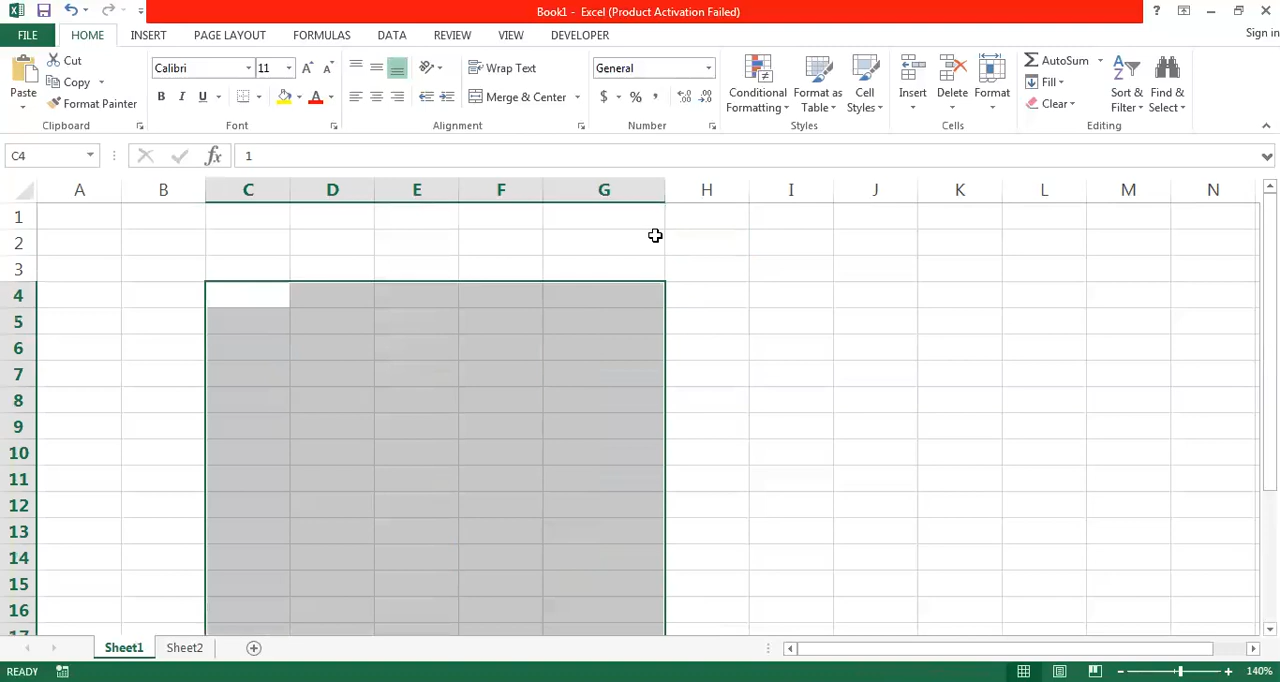 Book1 - Excel (Product Activation Failed)
?
FILE HOME INSERT PAGE LAYOUT FORMULAS DATA REVIEW VIEW DEVELOPER Sign in
Paste
Cut
Copy
Format Painter
Clipboard
Calibri 11
B I U
Font
Wrap Text
Merge & Center
Alignment
General
$ % ,
Number
Conditional Formatting
Format as Table
Cell Styles
Styles
Insert Delete Format
Cells
AutoSum
Fill
Clear
Sort & Filter
Find & Select
Editing
C4 fx 1
A B C D E F G H I J K L M N
1
2
3
4
5
6
7
8
9
10
11
12
13
14
15
16
17
Sheet1 Sheet2
READY 140%